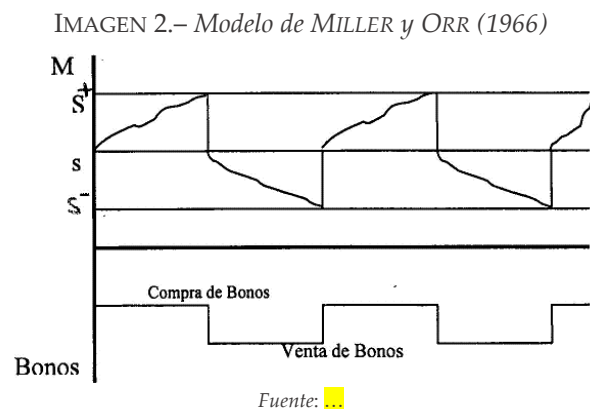 IMAGEN 2.– Modelo de MILLER y ORR (1966)
M
S+
s
S-
Compra de Bonos
Venta de Bonos
Bonos
Fuente: ...